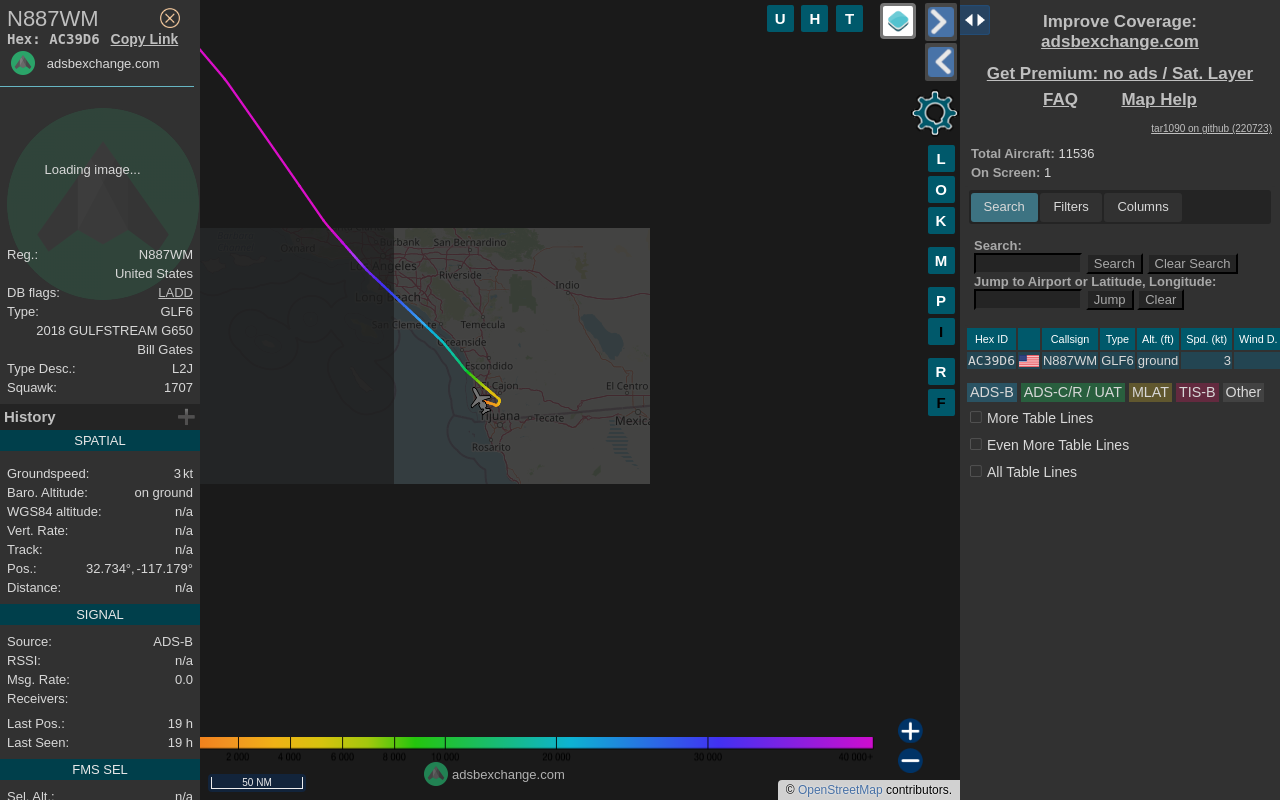 N887WM
Hex: AC39D6 Copy Link
adsbexchange.com
Loading image...
Reg.: N887WM
United States
DB flags: LADD
Type: GLF6
2018 GULFSTREAM G650
Bill Gates
Type Desc.: L2J
Squawk: 1707
History
SPATIAL
Groundspeed: 3 kt
Baro. Altitude: on ground
WGS84 altitude: n/a
Vert. Rate: n/a
Track: n/a
Pos.: 32.734°, -117.179°
Distance: n/a
SIGNAL
Source: ADS-B
RSSI: n/a
Msg. Rate: 0.0
Receivers:
Last Pos.: 19 h
Last Seen: 19 h
FMS SEL
Sel. Alt.: n/a
U H T
L
O
K
M
P
I
R
F
Oxnard
Burbank
San Bernardino
Riverside
Long Beach
Indio
San Clemente
Temecula
Oceanside
Escondido
Cajon
El Centro
Tijuana
Tecate
Mexica
Rosarito
2 000 4 000 6 000 8 000 10 000 20 000 30 000 40 000+
50 NM
adsbexchange.com
© OpenStreetMap contributors.
Improve Coverage:
adsbexchange.com
Get Premium: no ads / Sat. Layer
FAQ Map Help
tar1090 on github (220723)
Total Aircraft: 11536
On Screen: 1
Search Filters Columns
Search:
Search Clear Search
Jump to Airport or Latitude, Longitude:
Jump Clear
Hex ID Callsign Type Alt. (ft) Spd. (kt) Wind D.
AC39D6 N887WM GLF6 ground 3
ADS-B ADS-C/R / UAT MLAT TIS-B Other
More Table Lines
Even More Table Lines
All Table Lines